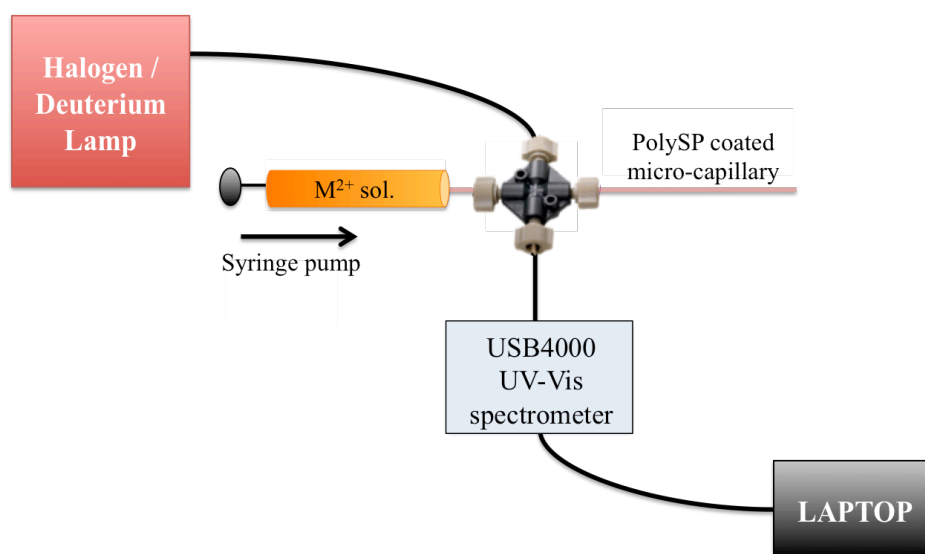 Halogen /
Deuterium
Lamp
PolySP coated
micro-capillary
M²⁺ sol.
Syringe pump
USB4000
UV-Vis
spectrometer
LAPTOP